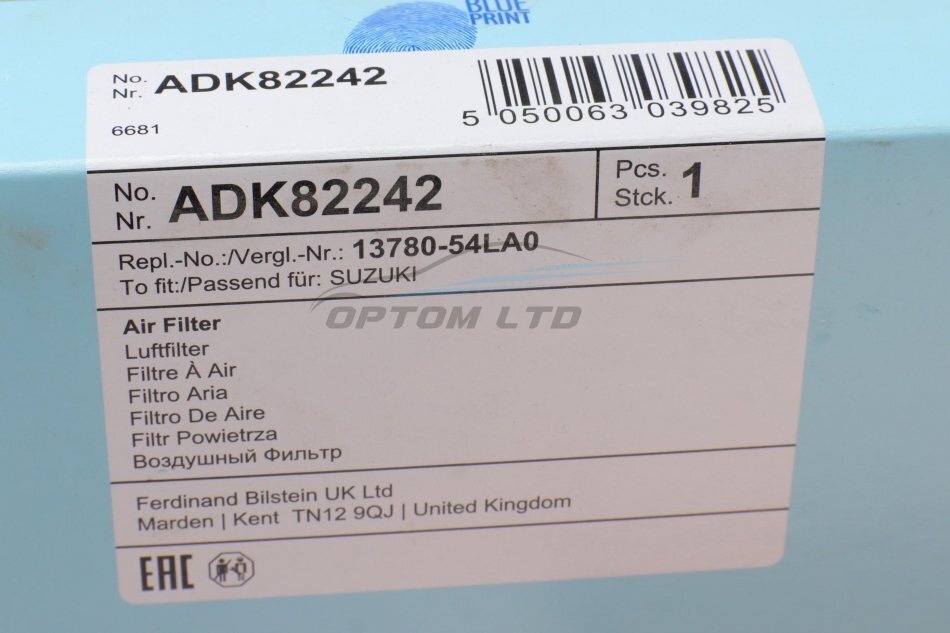 BLUE
PRINT
No.
Nr. ADK82242
6681
5 050063 039825
No.
Nr. ADK82242
Pcs.
Stck. 1
Repl.-No.:/Vergl.-Nr.: 13780-54LA0
To fit:/Passend für: SUZUKI
OPTOM LTD
Air Filter
Luftfilter
Filtre À Air
Filtro Aria
Filtro De Aire
Filtr Powietrza
Воздушный Фильтр
Ferdinand Bilstein UK Ltd
Marden | Kent TN12 9QJ | United Kingdom
EAC